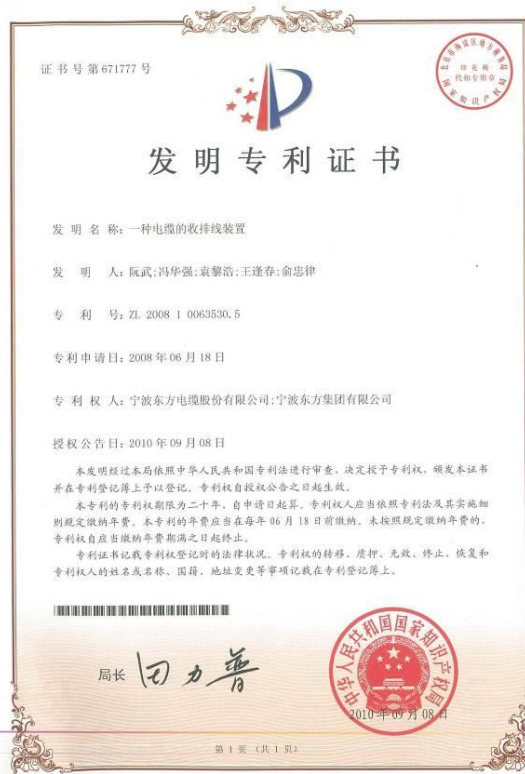 证书号第671777号
印花税
代扣专用章
国家知识产权局
发明专利证书
发 明 名 称：一种电缆的收排线装置
发 明 人：阮武;冯华强;袁黎浩;王逢春;俞忠律
专 利 号：ZL 2008 1 0063530.5
专利申请日：2008年06月18日
专 利 权 人：宁波东方电缆股份有限公司;宁波东方集团有限公司
授权公告日：2010年09月08日
本发明经过本局依照中华人民共和国专利法进行审查，决定授予专利权，颁发本证书
并在专利登记簿上予以登记。专利权自授权公告之日起生效。
本专利的专利权期限为二十年，自申请日起算。专利权人应当依照专利法及其实施细
则规定缴纳年费。本专利的年费应当在每年06月18日前缴纳。未按照规定缴纳年费的，
专利权自应当缴纳年费期满之日起终止。
专利证书记载专利权登记时的法律状况。专利权的转移、质押、无效、终止、恢复和
专利权人的姓名或名称、国籍、地址变更等事项记载在专利登记簿上。
局长 田力普
中华人民共和国国家知识产权局
2010年09月08日
第 1 页 (共 1 页)